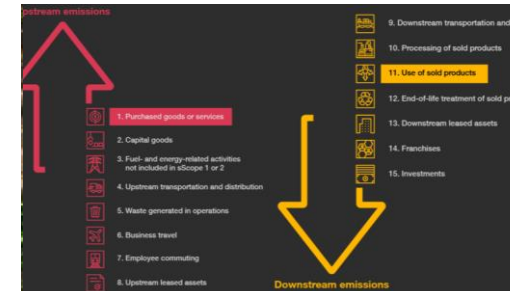 pstream emissions
1. Purchased goods or services
2. Capital goods
3. Fuel- and energy-related activities
not included in sScope 1 or 2
4. Upstream transportation and distribution
5. Waste generated in operations
6. Business travel
7. Employee commuting
8. Upstream leased assets
9. Downstream transportation and
10. Processing of sold products
11. Use of sold products
12. End-of-life treatment of sold p
13. Downstream leased assets
14. Franchises
15. Investments
Downstream emissions